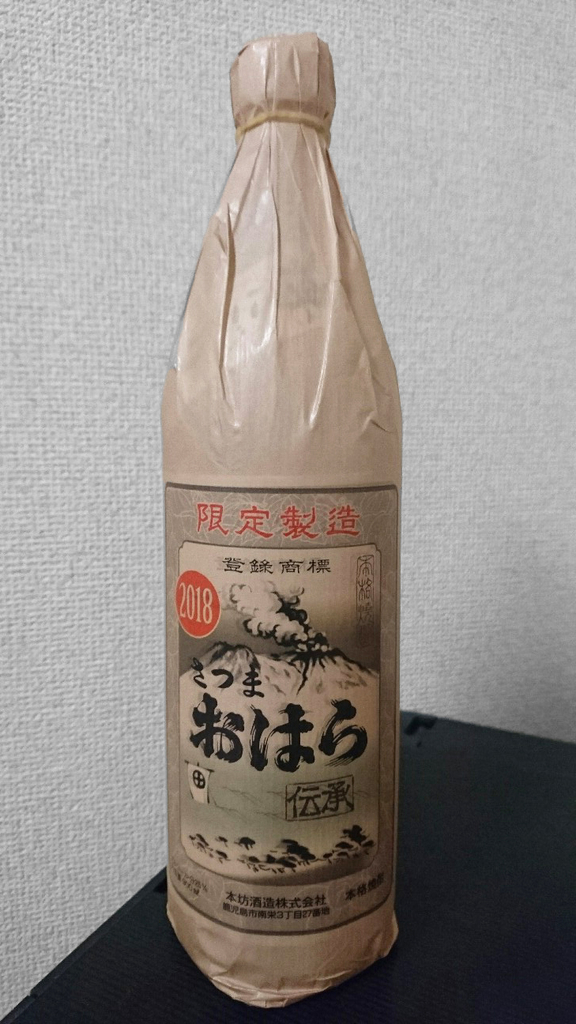 限定製造
登録商標
本格焼
2018
さつま
おはら
伝承
本坊酒造株式会社
鹿児島市南栄3丁目27番地
本格焼酎